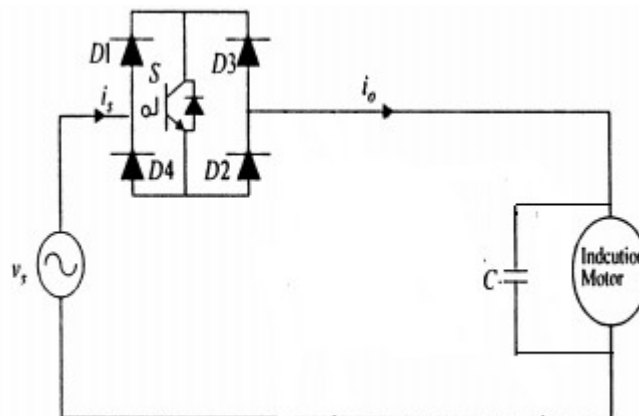 D1
D3
S
i_s
i_o
D4
D2
v_s
C
Indcution
Motor